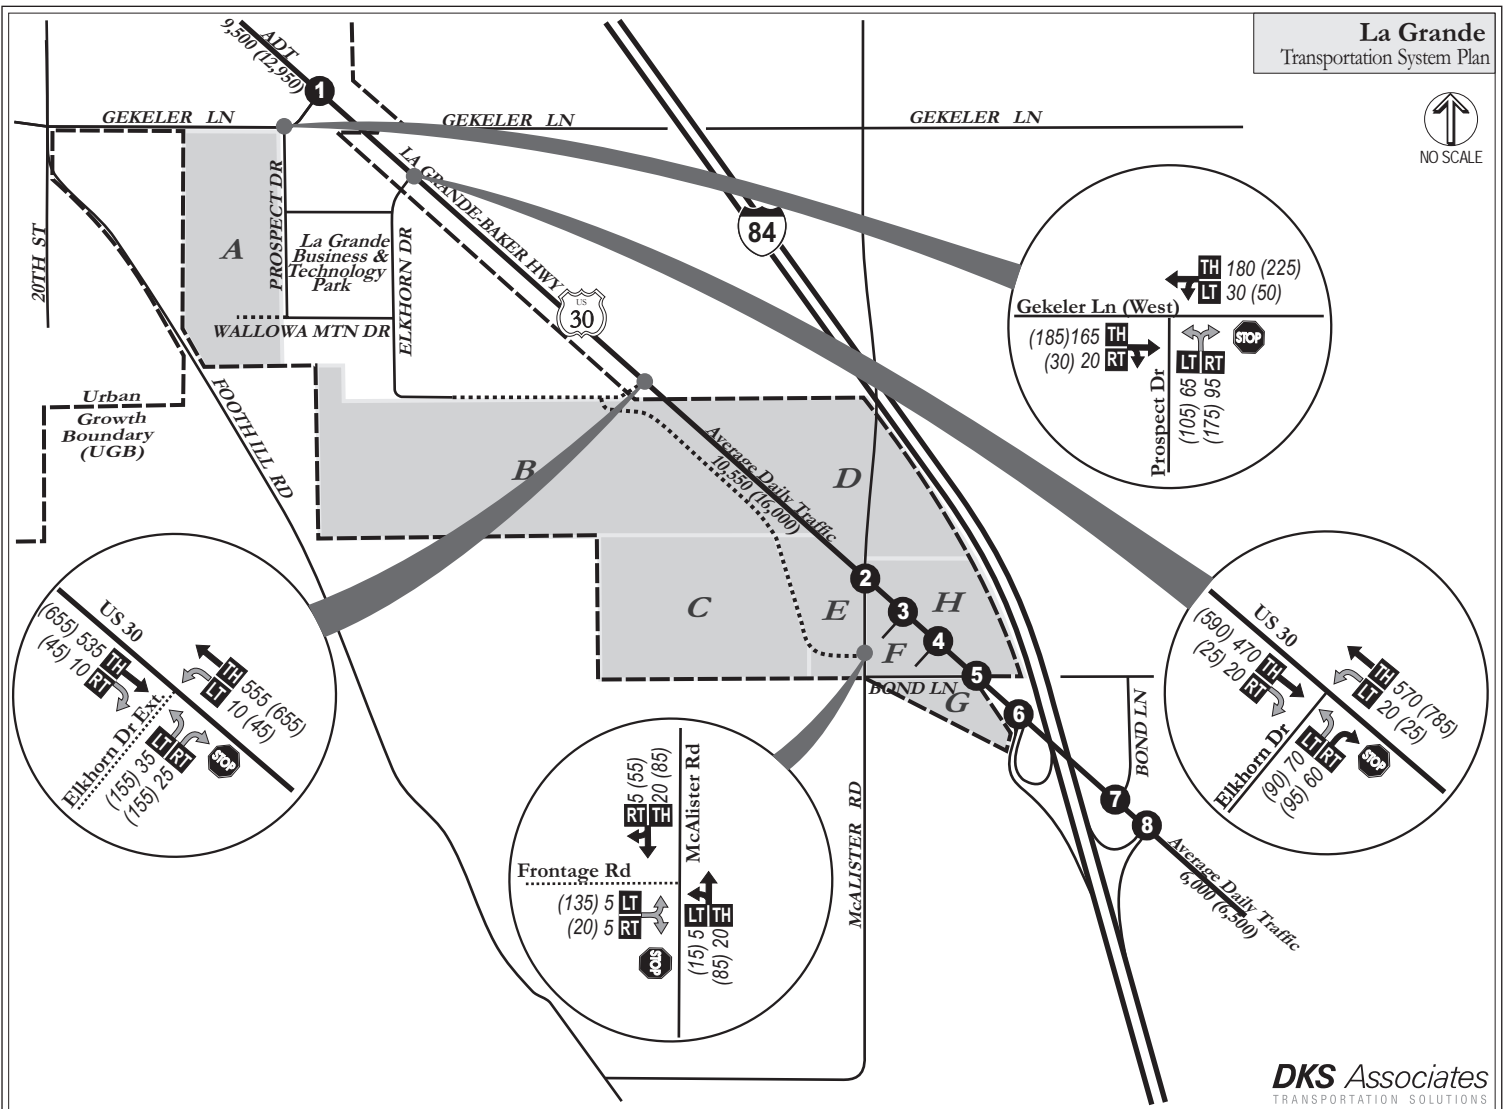 La Grande
Transportation System Plan
NO SCALE
ADT
9,500 (12,950)
1
GEKELER LN
GEKELER LN
GEKELER LN
20TH ST
A
PROSPECT DR
La Grande
Business &
Technology
Park
ELKHORN DR
WALLOWA MTN DR
LA GRANDE-BAKER HWY
US
30
84
Urban
Growth
Boundary
(UGB)
FOOTH ILL RD
B
Average Daily Traffic
10,550 (16,000)
D
C
E
F
G
H
2
3
4
5
6
7
8
BOND LN
BOND LN
McALISTER RD
Average Daily Traffic
6,000 (6,500)
TH 180 (225)
LT 30 (50)
Gekeler Ln (West)
(185)165 TH
(30) 20 RT
Prospect Dr
LT RT
(105) 65
(175) 95
STOP
US 30
(655) 535 TH
(45) 10 RT
TH 555 (655)
LT 10 (45)
Elkhorn Dr Ext
LT RT
(155) 35
(155) 25
STOP
5 (55)
20 (85)
RT TH
McAlister Rd
Frontage Rd
(135) 5 LT
(20) 5 RT
LT TH
(15) 5
(85) 20
STOP
US 30
(590) 470 TH
(25) 20 RT
TH 570 (785)
LT 20 (25)
Elkhorn Dr
LT RT
(90) 70
(95) 60
STOP
DKS Associates
TRANSPORTATION SOLUTIONS